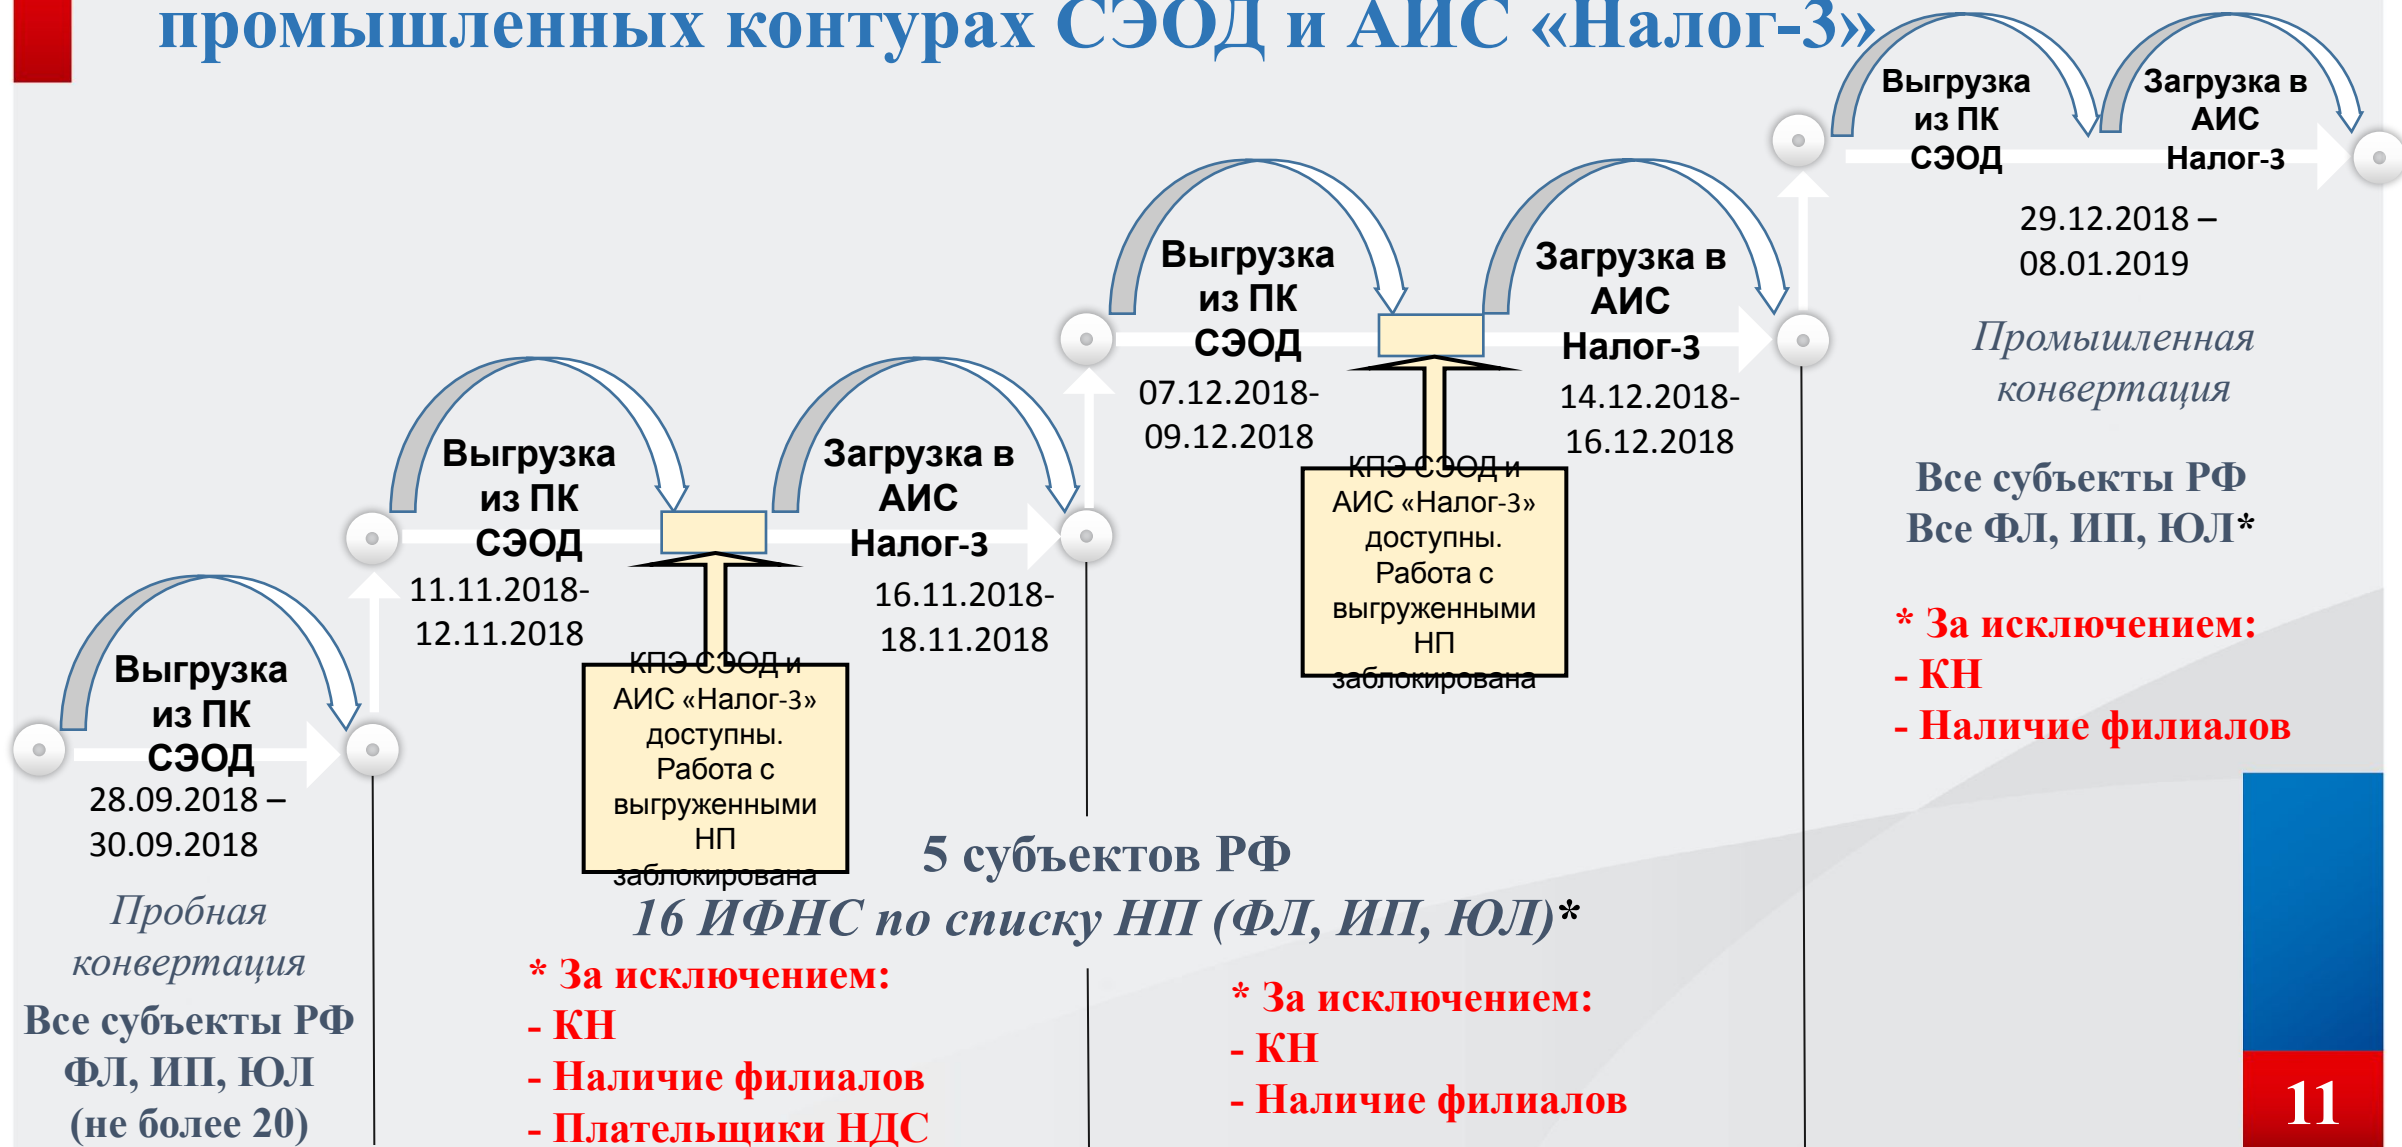 промышленных контурах СЭОД и АИС «Налог-3»
Выгрузка
из ПК
СЭОД
28.09.2018 –
30.09.2018
Пробная
конвертация
Все субъекты РФ
ФЛ, ИП, ЮЛ
(не более 20)
Выгрузка
из ПК
СЭОД
11.11.2018-
12.11.2018
КПЭ СЭОД и
АИС «Налог-3»
доступны.
Работа с
выгруженными
НП
заблокирована
Загрузка в
АИС
Налог-3
16.11.2018-
18.11.2018
Выгрузка
из ПК
СЭОД
07.12.2018-
09.12.2018
КПЭ СЭОД и
АИС «Налог-3»
доступны.
Работа с
выгруженными
НП
заблокирована
Загрузка в
АИС
Налог-3
14.12.2018-
16.12.2018
5 субъектов РФ
16 ИФНС по списку НП (ФЛ, ИП, ЮЛ)*
* За исключением:
- КН
- Наличие филиалов
- Плательщики НДС
* За исключением:
- КН
- Наличие филиалов
Выгрузка
из ПК
СЭОД
Загрузка в
АИС
Налог-3
29.12.2018 –
08.01.2019
Промышленная
конвертация
Все субъекты РФ
Все ФЛ, ИП, ЮЛ*
* За исключением:
- КН
- Наличие филиалов
11